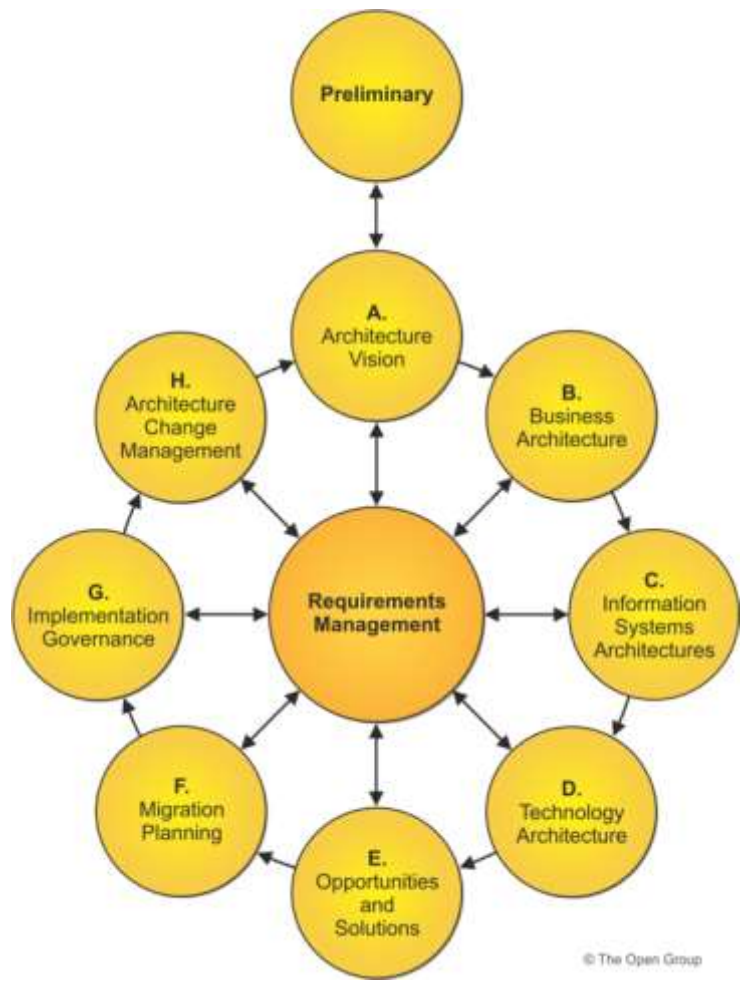 Preliminary
A.
Architecture
Vision
B.
Business
Architecture
C.
Information
Systems
Architectures
D.
Technology
Architecture
E.
Opportunities
and
Solutions
F.
Migration
Planning
G.
Implementation
Governance
H.
Architecture
Change
Management
Requirements
Management
© The Open Group